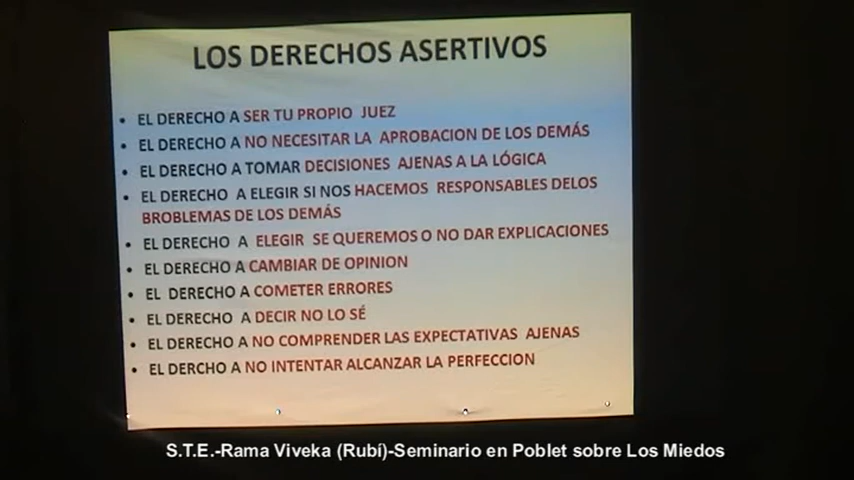 LOS DERECHOS ASERTIVOS
• EL DERECHO A SER TU PROPIO JUEZ
• EL DERECHO A NO NECESITAR LA APROBACION DE LOS DEMÁS
• EL DERECHO A TOMAR DECISIONES AJENAS A LA LÓGICA
• EL DERECHO A ELEGIR SI NOS HACEMOS RESPONSABLES DELOS
BROBLEMAS DE LOS DEMÁS
• EL DERECHO A ELEGIR SE QUEREMOS O NO DAR EXPLICACIONES
• EL DERECHO A CAMBIAR DE OPINION
• EL DERECHO A COMETER ERRORES
• EL DERECHO A DECIR NO LO SÉ
• EL DERECHO A NO COMPRENDER LAS EXPECTATIVAS AJENAS
• EL DERCHO A NO INTENTAR ALCANZAR LA PERFECCION
S.T.E.-Rama Viveka (Rubí)-Seminario en Poblet sobre Los Miedos